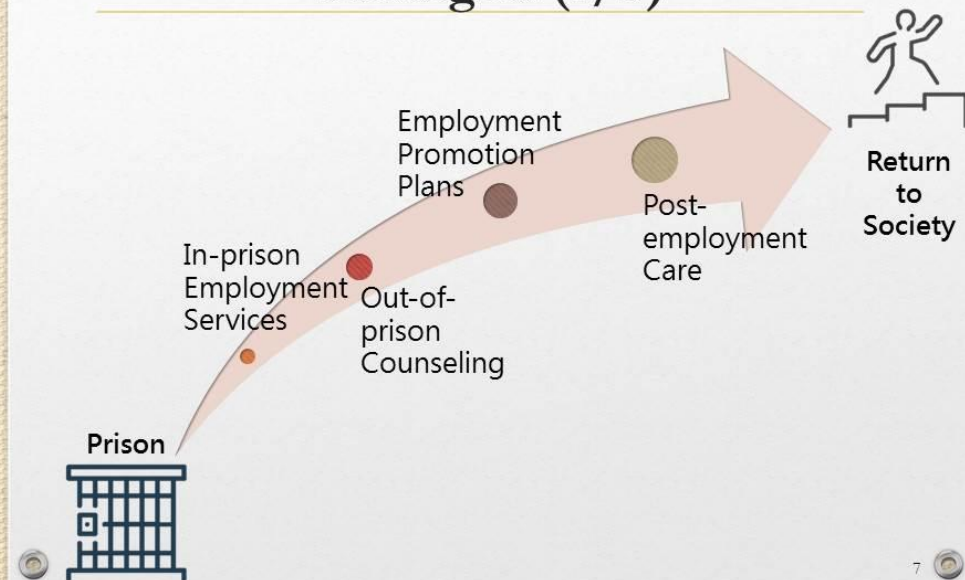 In-prison
Employment
Services
Out-of-
prison
Counseling
Employment
Promotion
Plans
Post-
employment
Care
Return
to
Society
Prison
7